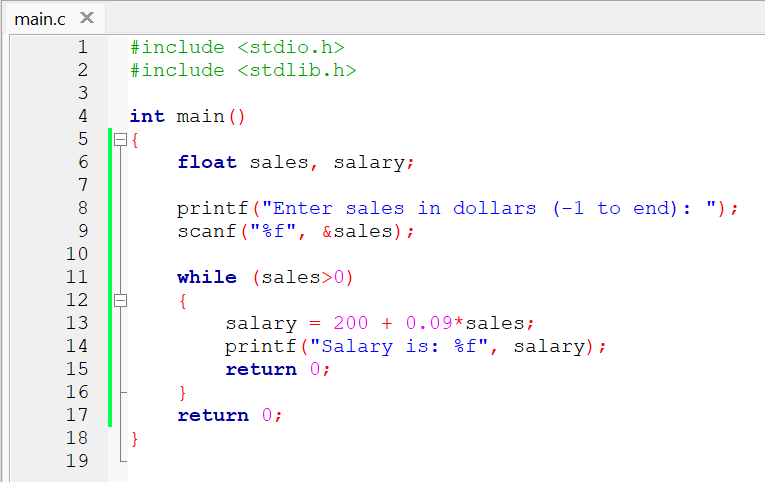 main.c ×
1 #include <stdio.h>
2 #include <stdlib.h>
3
4 int main()
5 {
6     float sales, salary;
7
8     printf("Enter sales in dollars (-1 to end): ");
9     scanf("%f", &sales);
10
11     while (sales>0)
12     {
13         salary = 200 + 0.09*sales;
14         printf("Salary is: %f", salary);
15         return 0;
16     }
17     return 0;
18 }
19